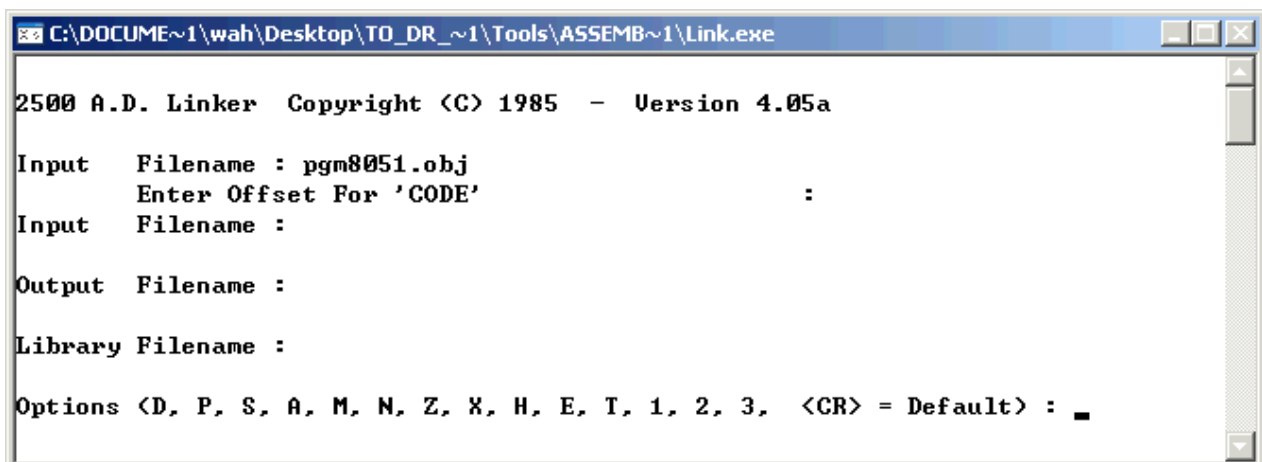 C:\DOCUME~1\wah\Desktop\TO_DR_~1\Tools\ASSEMB~1\Link.exe
2500 A.D. Linker  Copyright (C) 1985  -  Version 4.05a
Input   Filename : pgm8051.obj
        Enter Offset For 'CODE'                     :
Input   Filename :
Output  Filename :
Library Filename :
Options (D, P, S, A, M, N, Z, X, H, E, T, 1, 2, 3,  <CR> = Default) : _